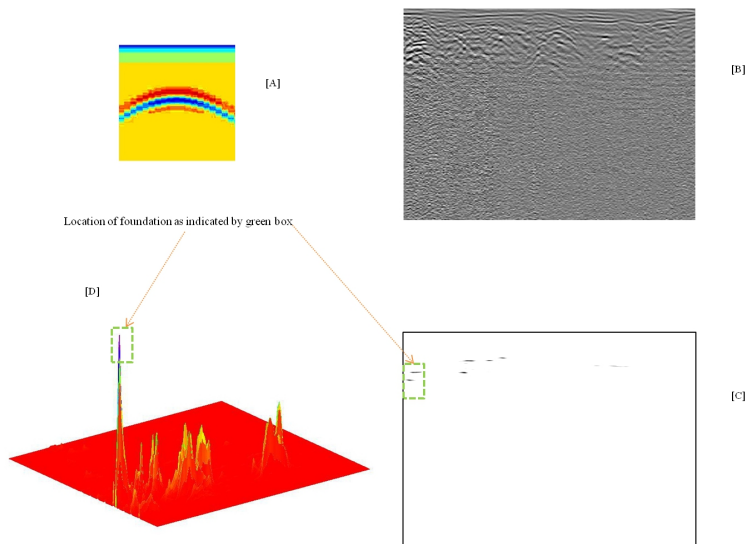 [A]
[B]
Location of foundation as indicated by green box
[D]
[C]